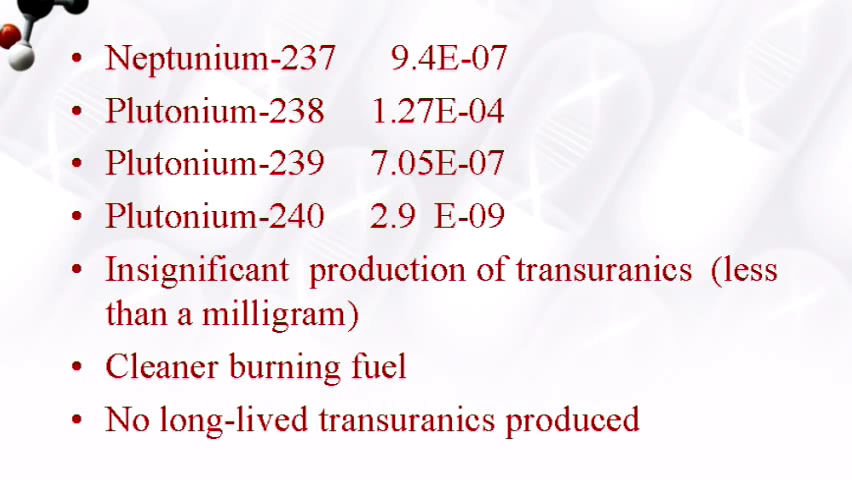 • Neptunium-237 9.4E-07
• Plutonium-238 1.27E-04
• Plutonium-239 7.05E-07
• Plutonium-240 2.9 E-09
• Insignificant production of transuranics (less
than a milligram)
• Cleaner burning fuel
• No long-lived transuranics produced